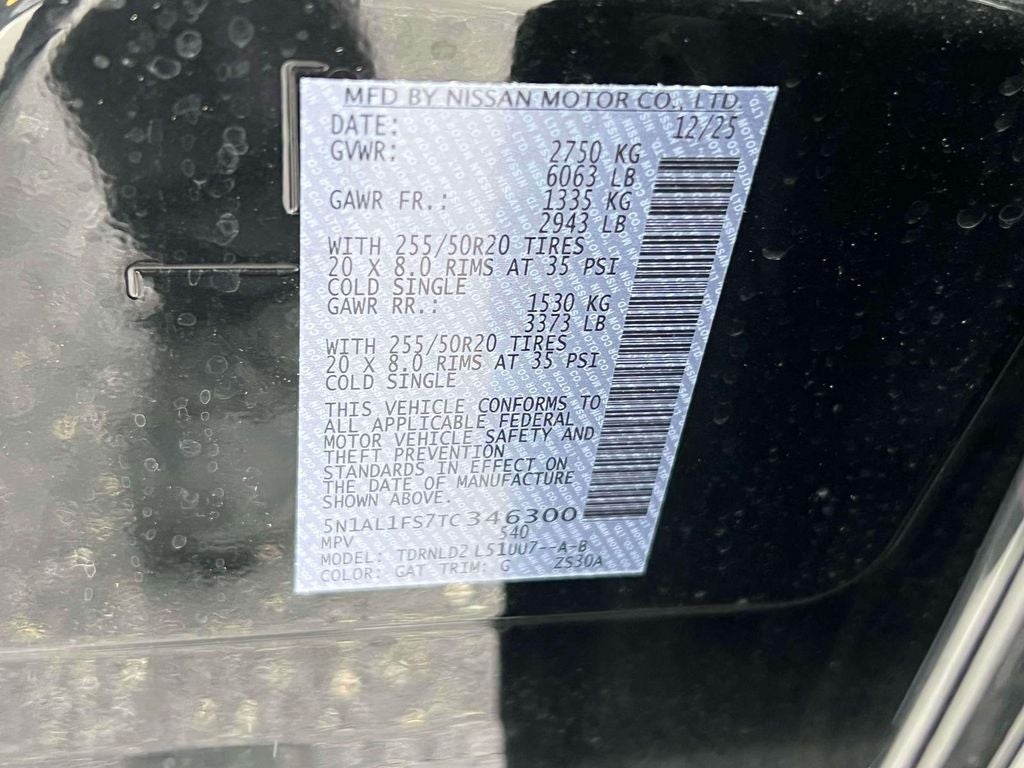 MFD BY NISSAN MOTOR CO., LTD.
DATE: 12/25
GVWR: 2750 KG
6063 LB
GAWR FR.: 1335 KG
2943 LB
WITH 255/50R20 TIRES
20 X 8.0 RIMS AT 35 PSI
COLD SINGLE
GAWR RR.: 1530 KG
3373 LB
WITH 255/50R20 TIRES
20 X 8.0 RIMS AT 35 PSI
COLD SINGLE
THIS VEHICLE CONFORMS TO
ALL APPLICABLE FEDERAL
MOTOR VEHICLE SAFETY AND
THEFT PREVENTION
STANDARDS IN EFFECT ON
THE DATE OF MANUFACTURE
SHOWN ABOVE.
5N1AL1FS7TC346300
MPV 540
MODEL: TDRNLD2 L51UU7--A-B
COLOR: GAT TRIM: G ZS30A